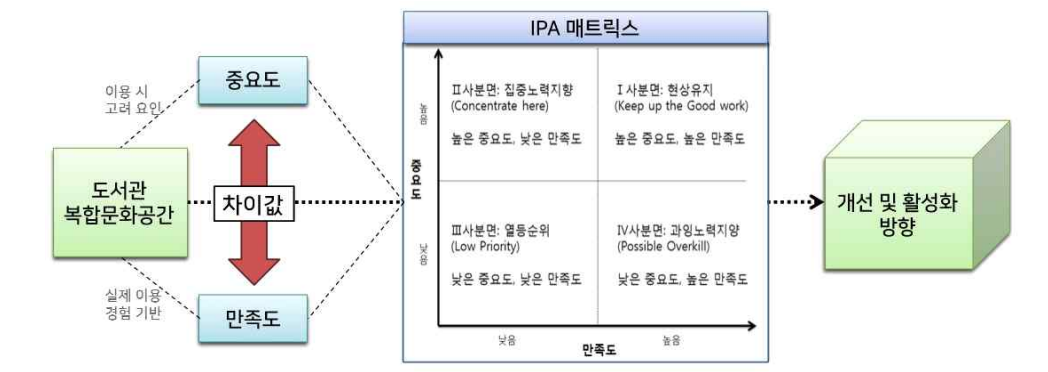 IPA 매트릭스
이용 시
고려 요인
중요도
도서관
복합문화공간
차이값
실제 이용
경험 기반
만족도
높음
중요도
낮음
Ⅱ사분면: 집중노력지향
(Concentrate here)
높은 중요도, 낮은 만족도
Ⅰ사분면: 현상유지
(Keep up the Good work)
높은 중요도, 높은 만족도
Ⅲ사분면: 열등순위
(Low Priority)
낮은 중요도, 낮은 만족도
Ⅳ사분면: 과잉노력지양
(Possible Overkill)
낮은 중요도, 높은 만족도
낮음
만족도
높음
개선 및 활성화
방향